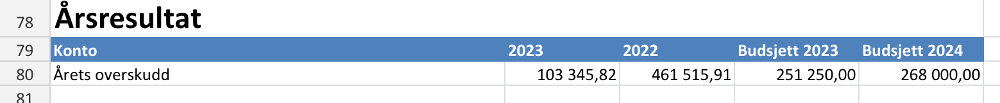 78 Årsresultat
79 Konto 2023 2022 Budsjett 2023 Budsjett 2024
80 Årets overskudd 103 345,82 461 515,91 251 250,00 268 000,00
81